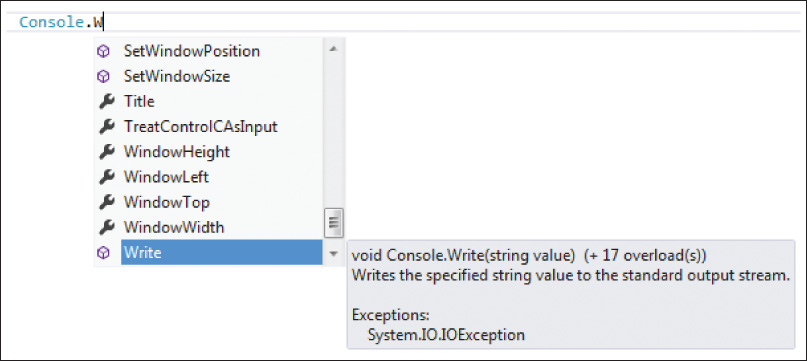 Console.W
SetWindowPosition
SetWindowSize
Title
TreatControlCAsInput
WindowHeight
WindowLeft
WindowTop
WindowWidth
Write
void Console.Write(string value) (+ 17 overload(s))
Writes the specified string value to the standard output stream.
Exceptions:
System.IO.IOException